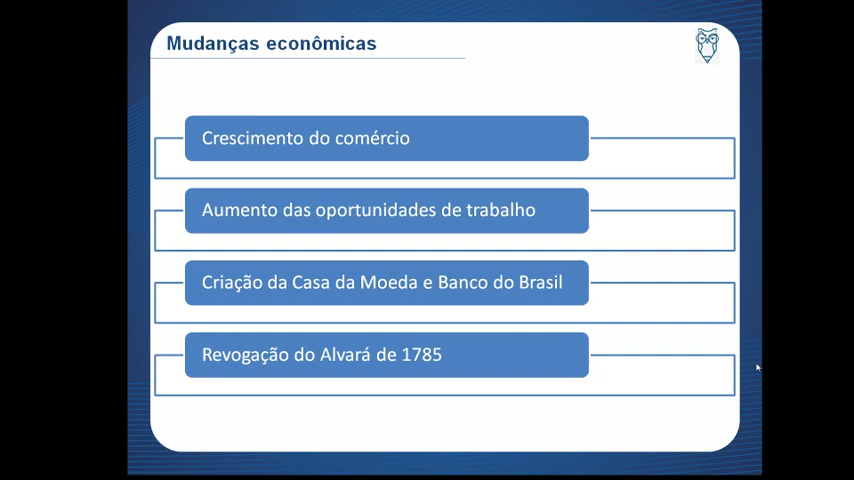 Mudanças econômicas
Crescimento do comércio
Aumento das oportunidades de trabalho
Criação da Casa da Moeda e Banco do Brasil
Revogação do Alvará de 1785